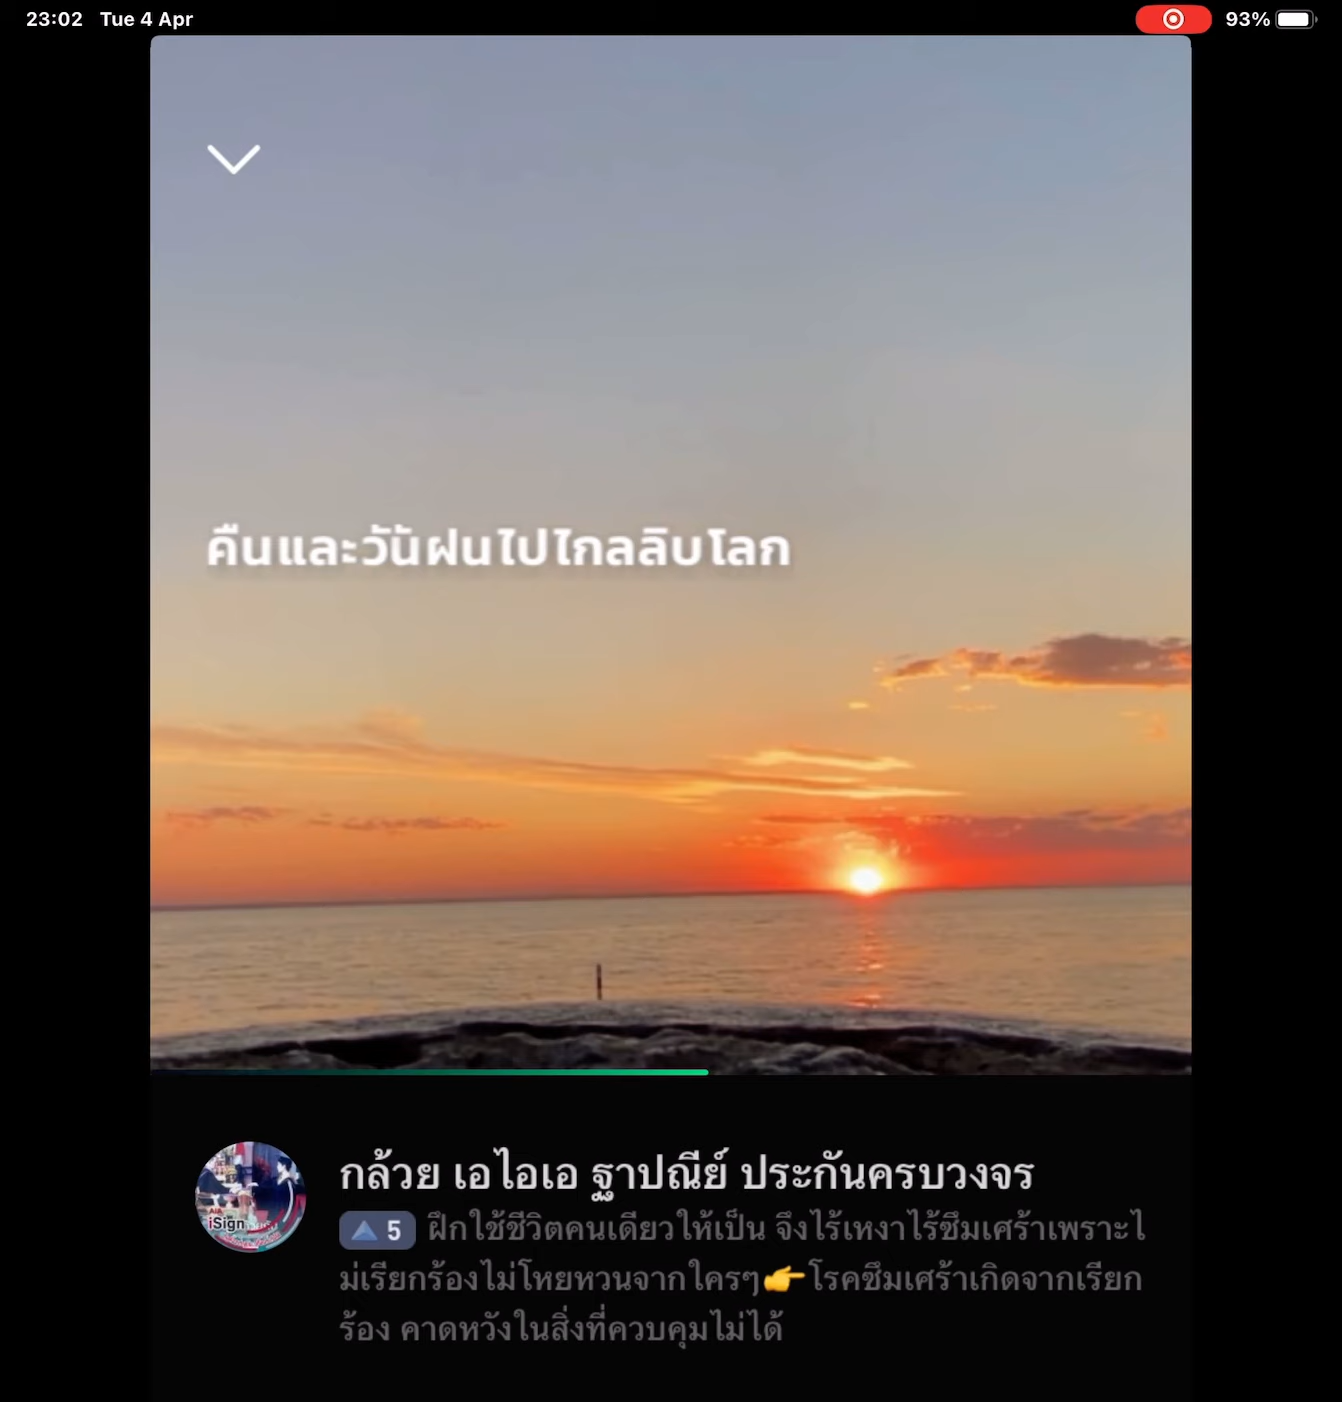 23:02 Tue 4 Apr 93%
คืนและวันฝนไปไกลลิบโลก
กล้วย เอไอเอ ฐาปณีย์ ประกันครบวงจร
5 ฝึกใช้ชีวิตคนเดียวให้เป็น จึงไร้เหงาไร้ซึมเศร้าเพราะไ
ม่เรียกร้องไม่โหยหวนจากใครๆ👉โรคซึมเศร้าเกิดจากเรียก
ร้อง คาดหวังในสิ่งที่ควบคุมไม่ได้
AIA
iSign